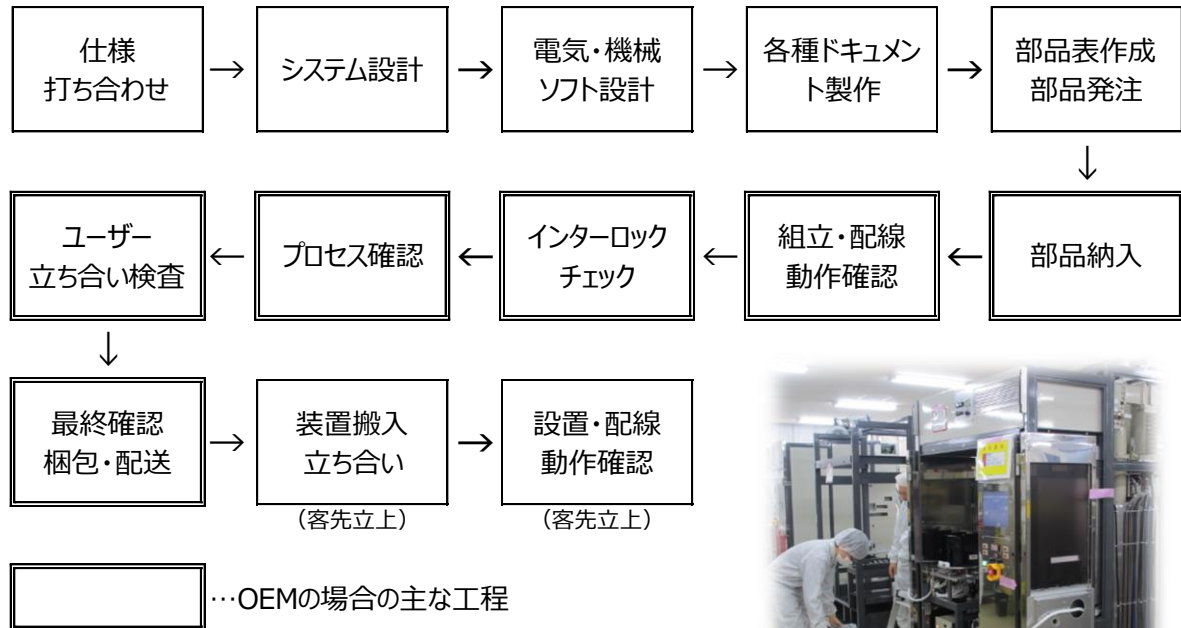 仕様
打ち合わせ
→
システム設計
→
電気・機械
ソフト設計
→
各種ドキュメン
ト製作
→
部品表作成
部品発注
↓
部品納入
←
組立・配線
動作確認
←
インターロック
チェック
←
プロセス確認
←
ユーザー
立ち合い検査
↓
最終確認
梱包・配送
→
装置搬入
立ち合い
(客先立上)
→
設置・配線
動作確認
(客先立上)
…OEMの場合の主な工程